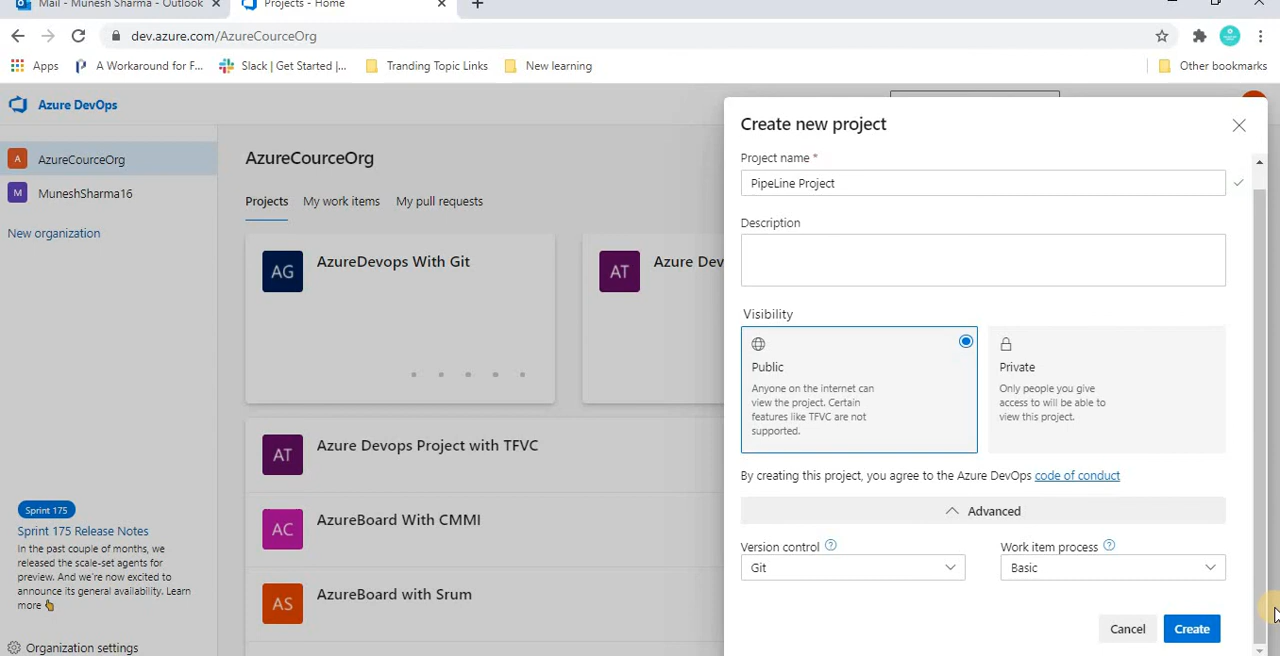 Mail - Munesh Sharma - Outlook
Projects - Home
dev.azure.com/AzureCourceOrg
Apps
A Workaround for F...
Slack | Get Started |...
Tranding Topic Links
New learning
Other bookmarks
Azure DevOps
A AzureCourceOrg
M MuneshSharma16
New organization
Sprint 175
Sprint 175 Release Notes
In the past couple of months, we
released the scale-set agents for
preview. And we're now excited to
announce its general availability. Learn
more
Organization settings
AzureCourceOrg
Projects My work items My pull requests
AG AzureDevops With Git
AT Azure Dev
AT Azure Devops Project with TFVC
AC AzureBoard With CMMI
AS AzureBoard with Srum
Create new project
Project name *
PipeLine Project
Description
Visibility
Public
Anyone on the internet can
view the project. Certain
features like TFVC are not
supported.
Private
Only people you give
access to will be able to
view this project.
By creating this project, you agree to the Azure DevOps code of conduct
Advanced
Version control
Git
Work item process
Basic
Cancel
Create